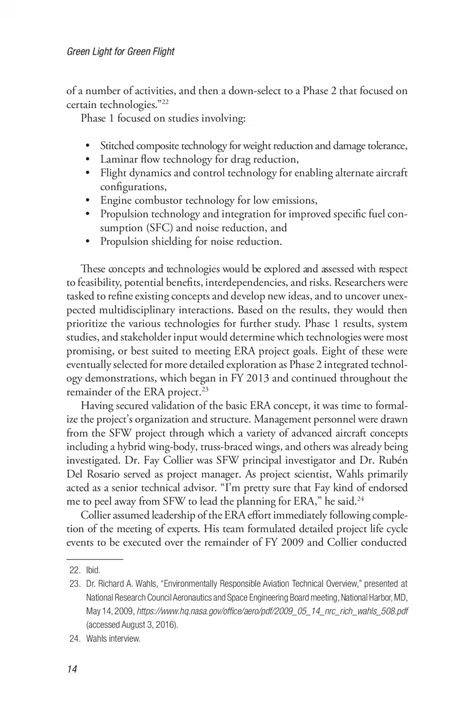 Green Light for Green Flight
of a number of activities, and then a down-select to a Phase 2 that focused on
certain technologies.”22
Phase 1 focused on studies involving:
• Stitched composite technology for weight reduction and damage tolerance,
• Laminar flow technology for drag reduction,
• Flight dynamics and control technology for enabling alternate aircraft
configurations,
• Engine combustor technology for low emissions,
• Propulsion technology and integration for improved specific fuel con-
sumption (SFC) and noise reduction, and
• Propulsion shielding for noise reduction.
These concepts and technologies would be explored and assessed with respect
to feasibility, potential benefits, interdependencies, and risks. Researchers were
tasked to refine existing concepts and develop new ideas, and to uncover unex-
pected multidisciplinary interactions. Based on the results, they would then
prioritize the various technologies for further study. Phase 1 results, system
studies, and stakeholder input would determine which technologies were most
promising, or best suited to meeting ERA project goals. Eight of these were
eventually selected for more detailed exploration as Phase 2 integrated technol-
ogy demonstrations, which began in FY 2013 and continued throughout the
remainder of the ERA project.23
Having secured validation of the basic ERA concept, it was time to formal-
ize the project’s organization and structure. Management personnel were drawn
from the SFW project through which a variety of advanced aircraft concepts
including a hybrid wing-body, truss-braced wings, and others was already being
investigated. Dr. Fay Collier was SFW principal investigator and Dr. Rubén
Del Rosario served as project manager. As project scientist, Wahls primarily
acted as a senior technical advisor. “I’m pretty sure that Fay kind of endorsed
me to peel away from SFW to lead the planning for ERA,” he said.24
Collier assumed leadership of the ERA effort immediately following comple-
tion of the meeting of experts. His team formulated detailed project life cycle
events to be executed over the remainder of FY 2009 and Collier conducted
22. Ibid.
23. Dr. Richard A. Wahls, “Environmentally Responsible Aviation Technical Overview,” presented at
National Research Council Aeronautics and Space Engineering Board meeting, National Harbor, MD,
May 14, 2009, https://www.hq.nasa.gov/office/aero/pdf/2009_05_14_nrc_rich_wahls_508.pdf
(accessed August 3, 2016).
24. Wahls interview.
14